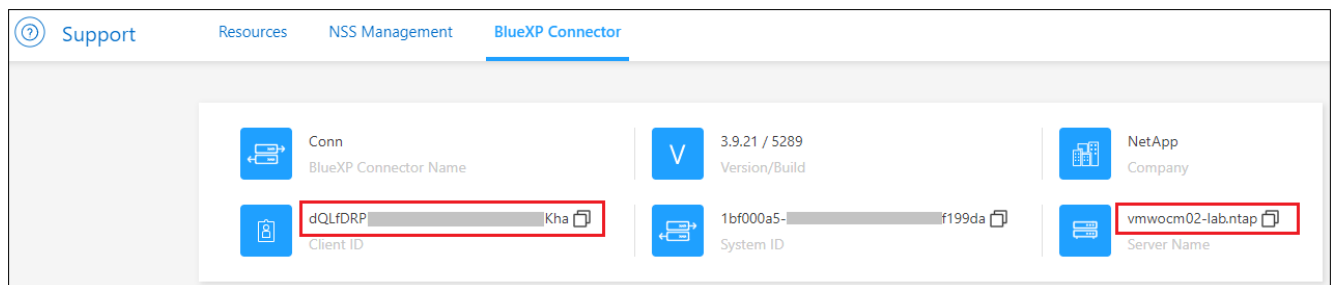 Support
Resources NSS Management BlueXP Connector
Conn
BlueXP Connector Name
V
3.9.21 / 5289
Version/Build
NetApp
Company
dQLfDRP Kha
Client ID
1bf000a5- f199da
System ID
vmwocm02-lab.ntap
Server Name